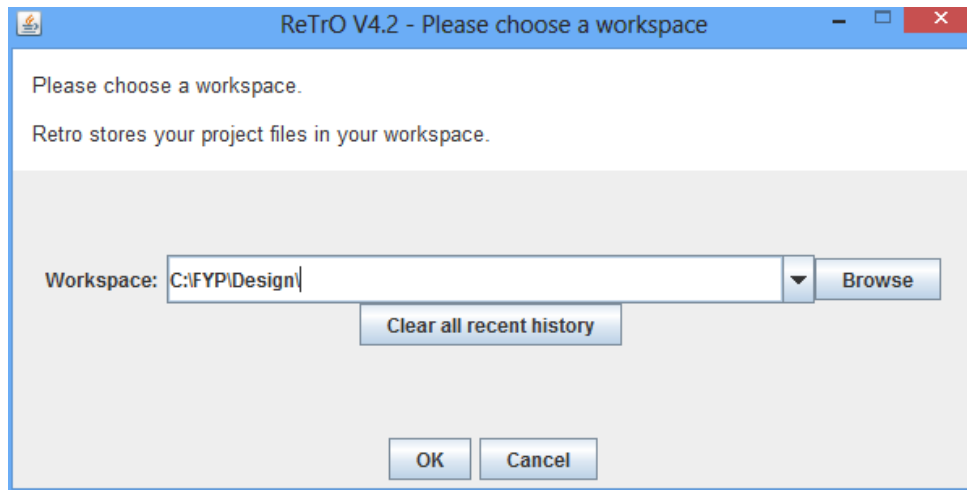 ReTrO V4.2 - Please choose a workspace
Please choose a workspace.
Retro stores your project files in your workspace.
Workspace: C:\FYP\Design\ Browse
Clear all recent history
OK Cancel